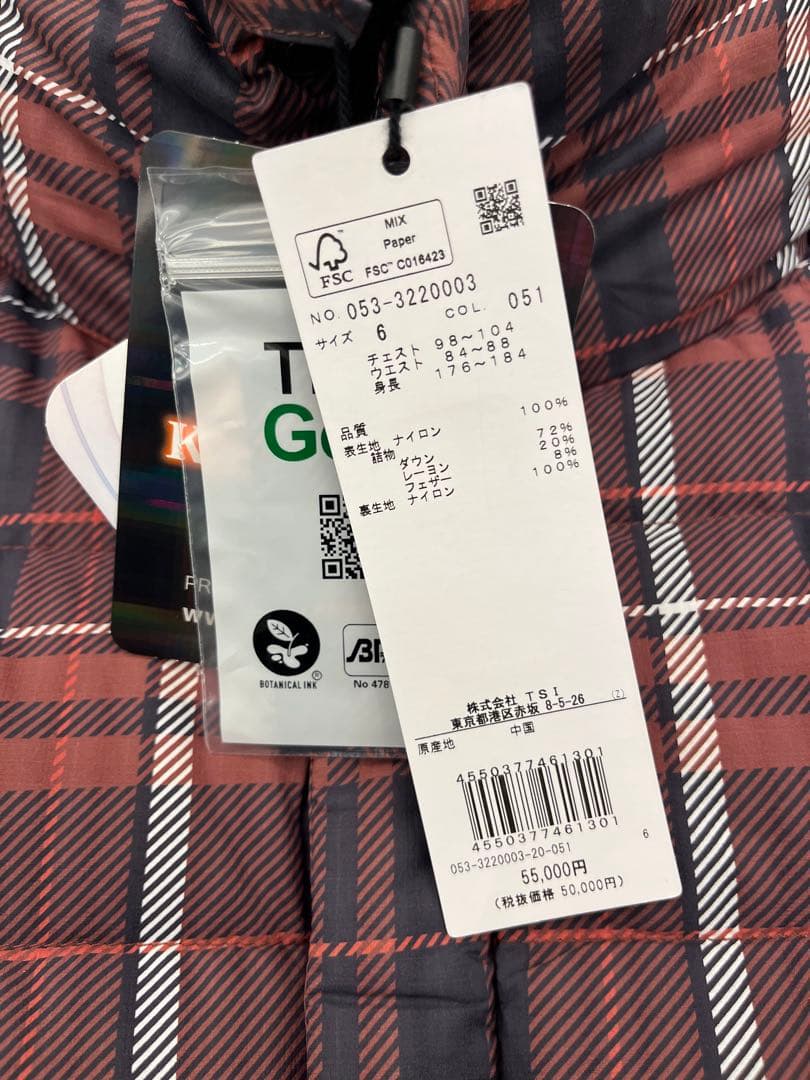 MIX
Paper
FSC™ C016423
FSC
NO. 053-3220003 COL. 051
サイズ 6
チェスト 98～104
ウエスト 84～88
身長 176～184
品質
表生地 ナイロン 100%
詰物 ダウン 72%
レーヨン 20%
フェザー 8%
裏生地 ナイロン 100%
株式会社 TSI
東京都港区赤坂 8-5-26 (Z)
原産地 中国
4550377461301
4550377461301
053-3220003-20-051 6
55,000円
(税抜価格 50,000円)
K
PR
BOTANICAL INK®
No 478